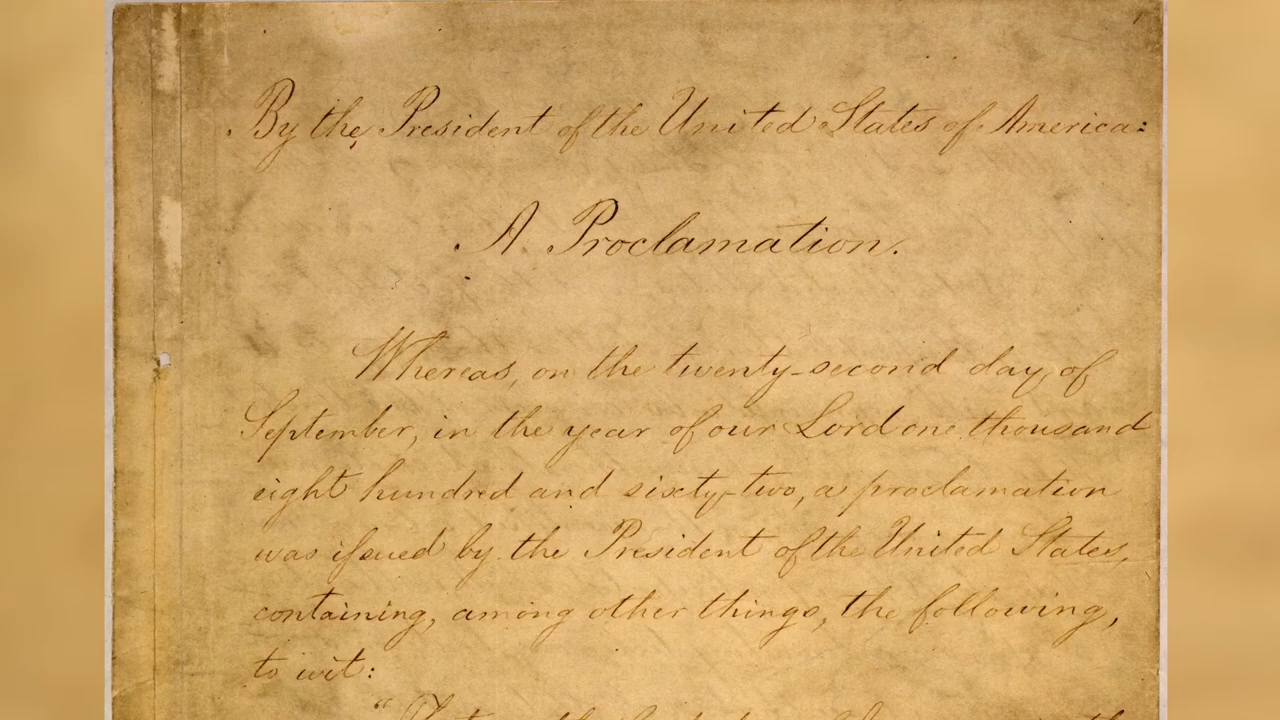 By the President of the United States of America:
A Proclamation.
Whereas, on the twenty-second day of
September, in the year of our Lord one thousand
eight hundred and sixty-two, a proclamation
was issued by the President of the United States,
containing, among other things, the following,
to wit: